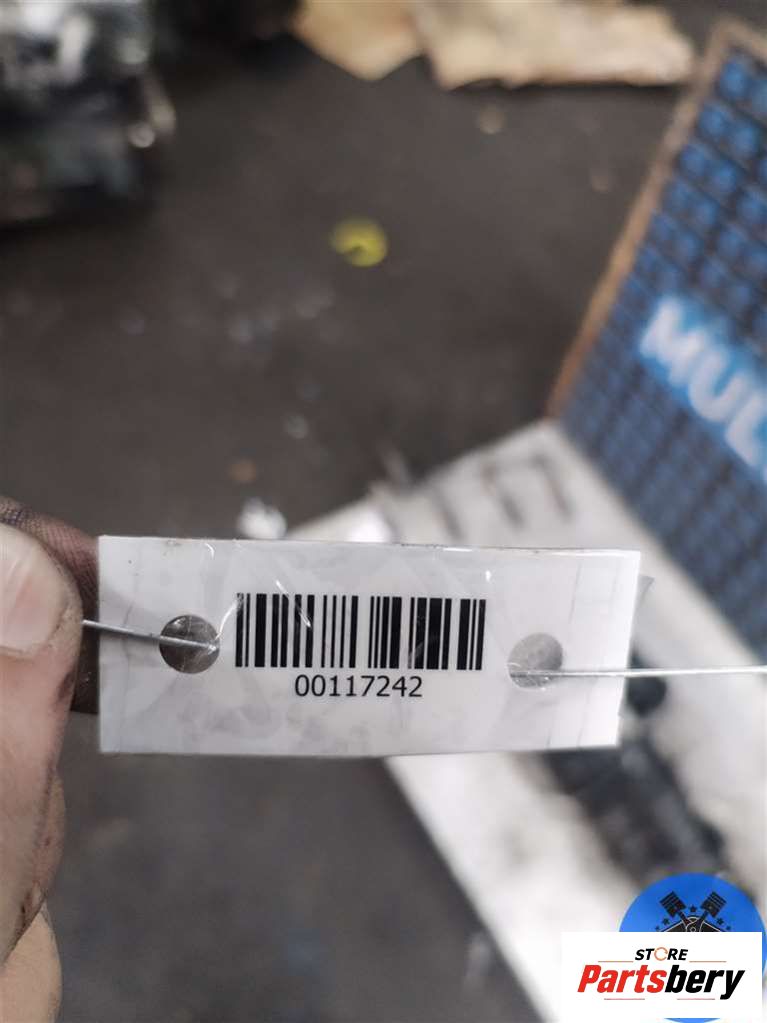 MUL
00117242
STORE
Partsbery